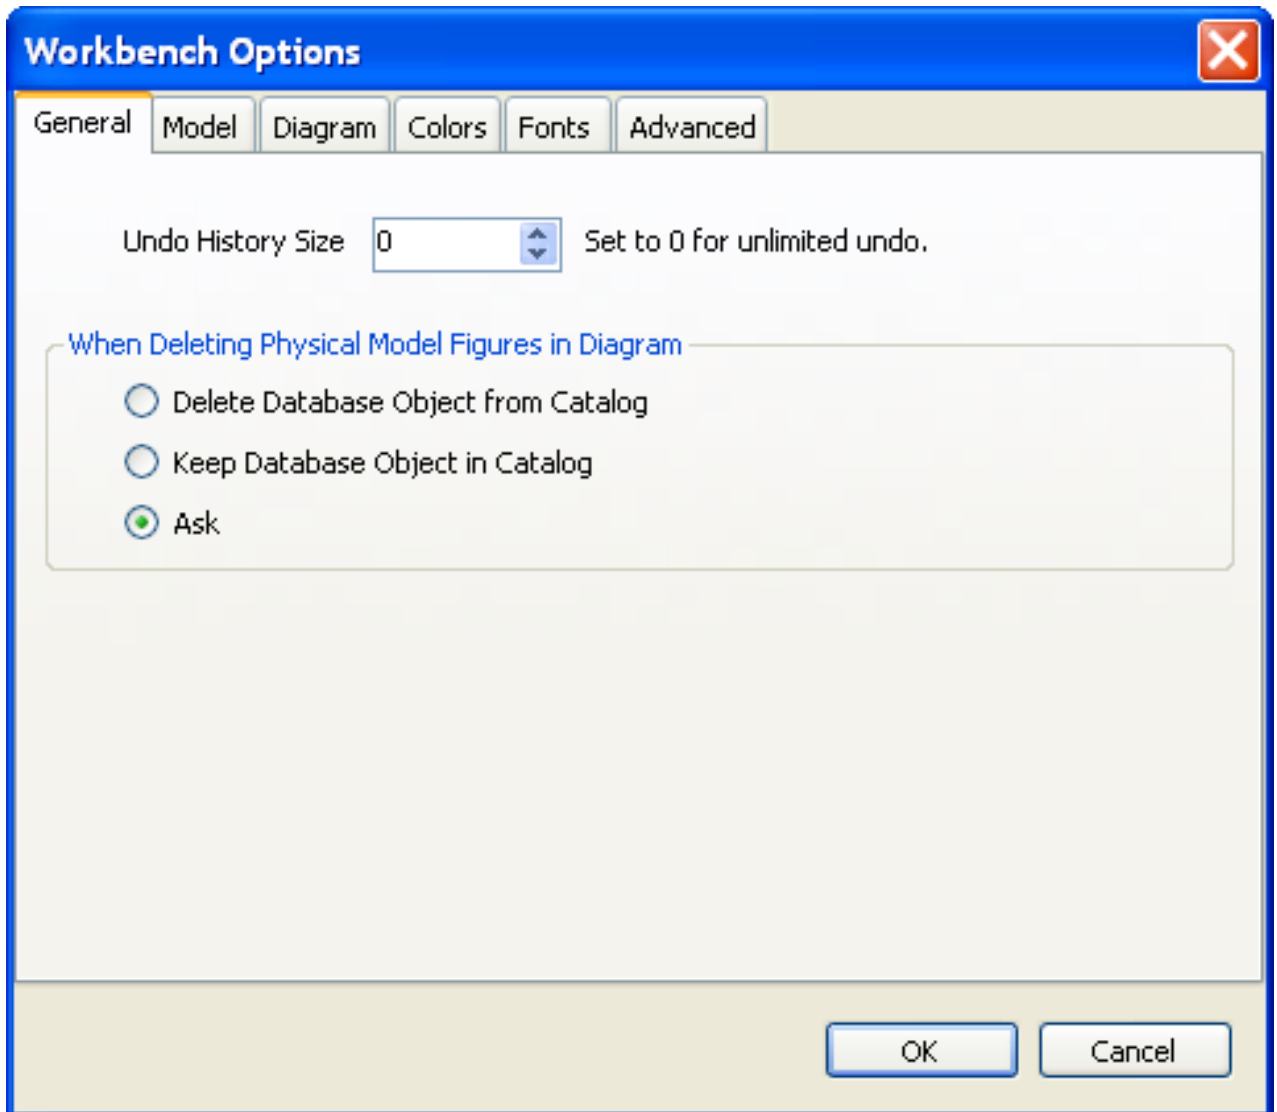 Workbench Options
General Model Diagram Colors Fonts Advanced
Undo History Size 0 Set to 0 for unlimited undo.
When Deleting Physical Model Figures in Diagram
Delete Database Object from Catalog
Keep Database Object in Catalog
Ask
OK Cancel